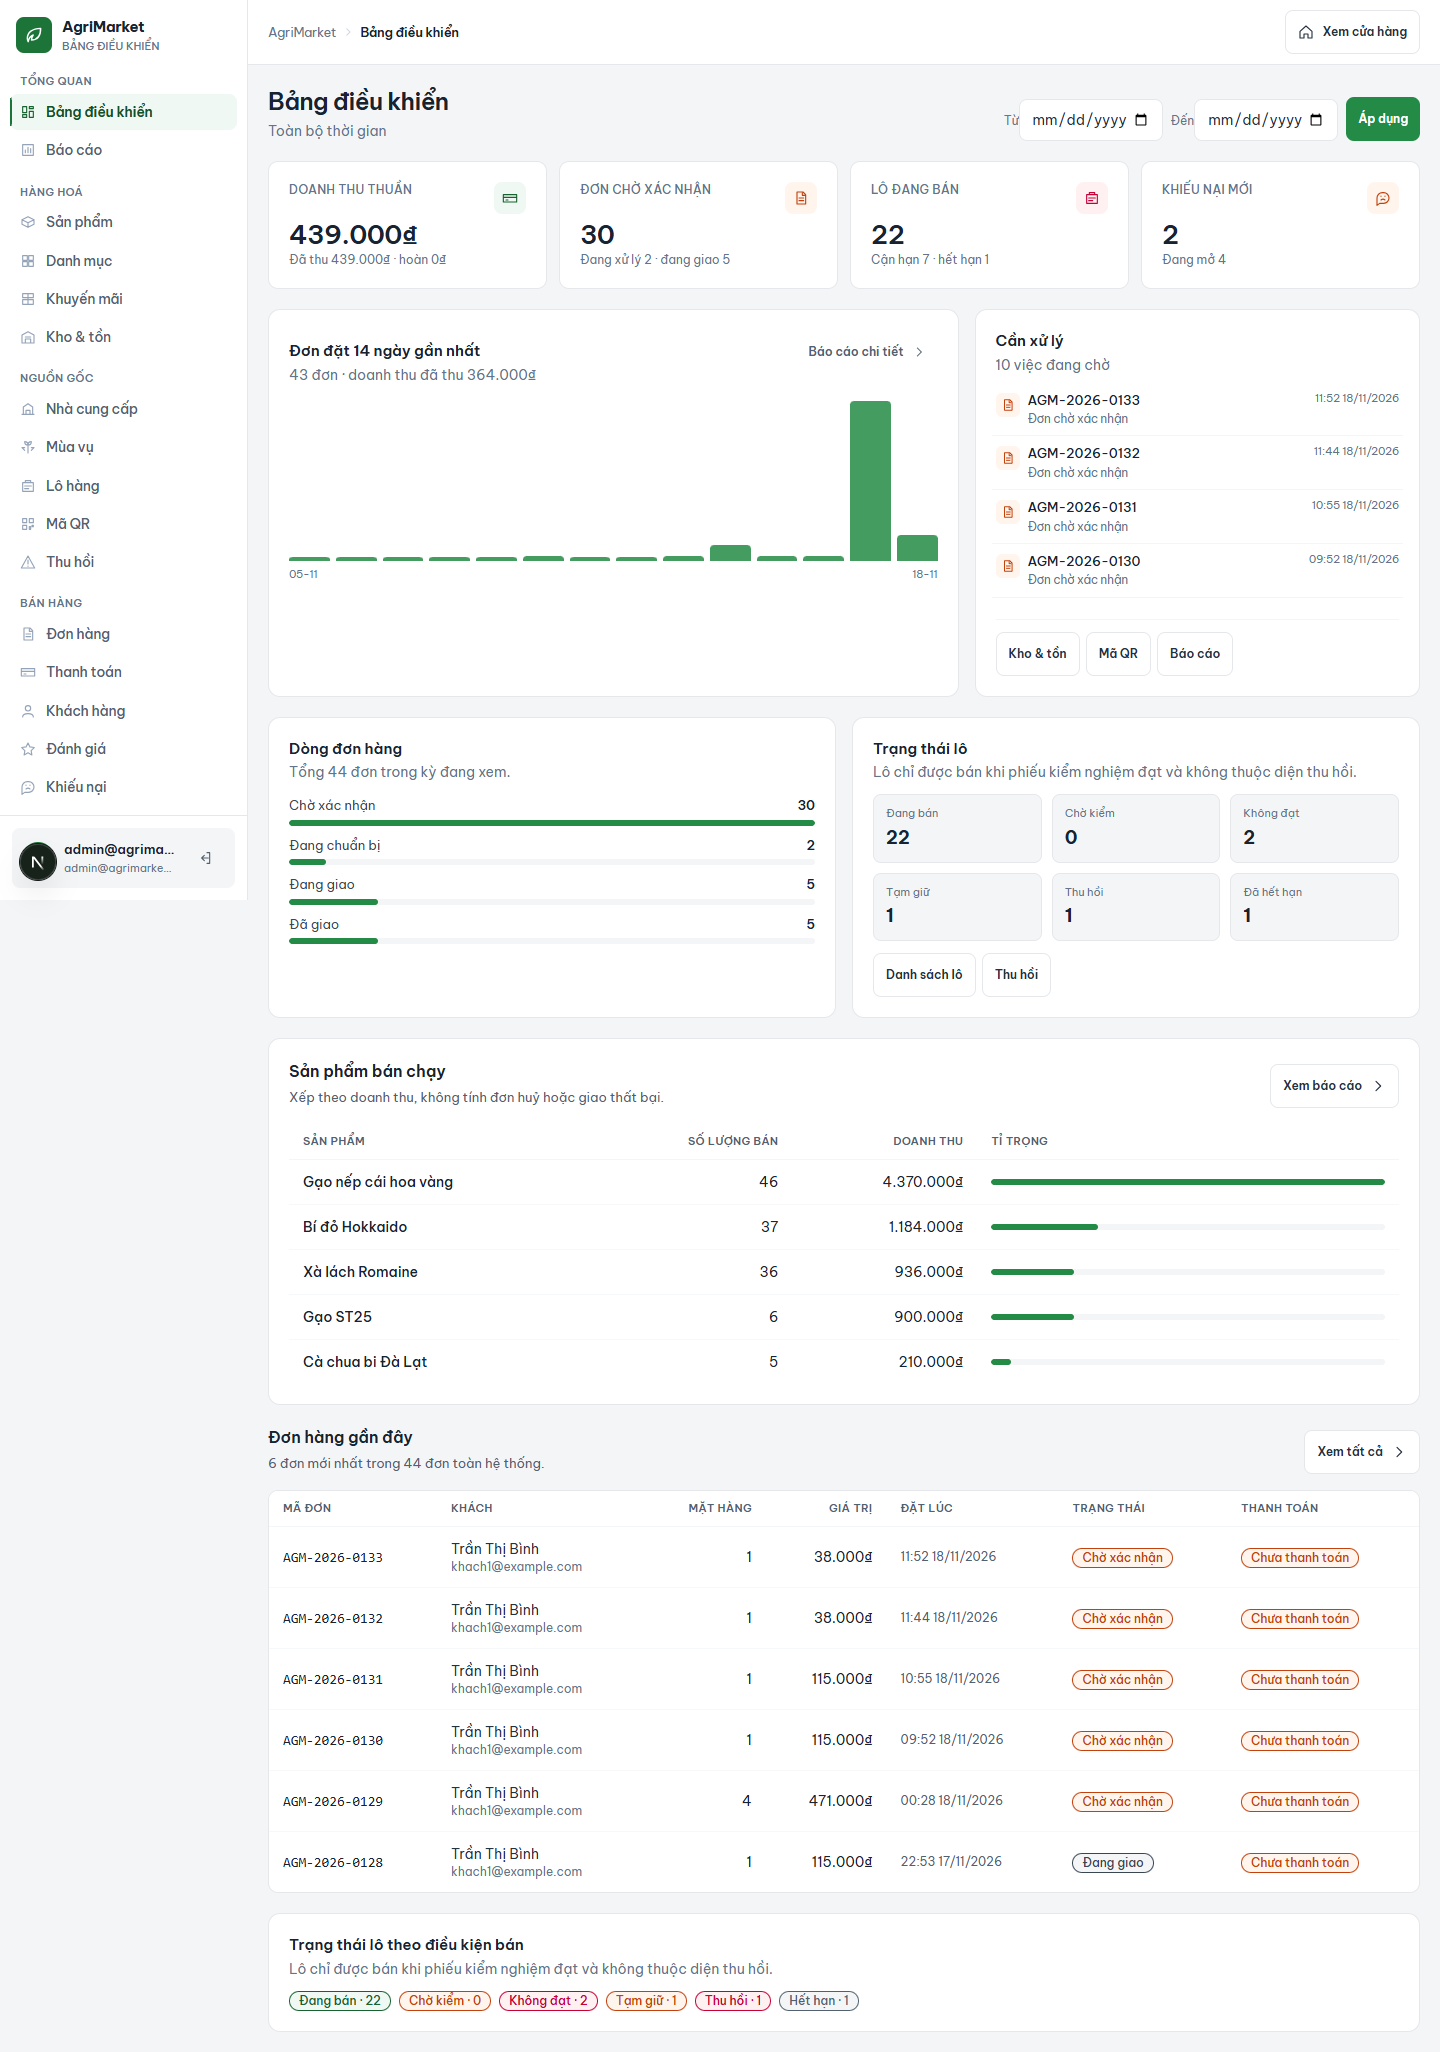 AgriMarket
BẢNG ĐIỀU KHIỂN
TỔNG QUAN
Bảng điều khiển
Báo cáo
HÀNG HOÁ
Sản phẩm
Danh mục
Khuyến mãi
Kho & tồn
NGUỒN GỐC
Nhà cung cấp
Mùa vụ
Lô hàng
Mã QR
Thu hồi
BÁN HÀNG
Đơn hàng
Thanh toán
Khách hàng
Đánh giá
Khiếu nại
admin@agrima...
admin@agrimarke...
AgriMarket > Bảng điều khiển
Xem cửa hàng
Bảng điều khiển
Toàn bộ thời gian
Từ mm/dd/yyyy Đến mm/dd/yyyy Áp dụng
DOANH THU THUẦN
439.000₫
Đã thu 439.000₫ · hoàn 0₫
ĐƠN CHỜ XÁC NHẬN
30
Đang xử lý 2 · đang giao 5
LÔ ĐANG BÁN
22
Cận hạn 7 · hết hạn 1
KHIẾU NẠI MỚI
2
Đang mở 4
Đơn đặt 14 ngày gần nhất
43 đơn · doanh thu đã thu 364.000₫
Báo cáo chi tiết
05-11 18-11
Cần xử lý
10 việc đang chờ
AGM-2026-0133 11:52 18/11/2026
Đơn chờ xác nhận
AGM-2026-0132 11:44 18/11/2026
Đơn chờ xác nhận
AGM-2026-0131 10:55 18/11/2026
Đơn chờ xác nhận
AGM-2026-0130 09:52 18/11/2026
Đơn chờ xác nhận
Kho & tồn Mã QR Báo cáo
Dòng đơn hàng
Tổng 44 đơn trong kỳ đang xem.
Chờ xác nhận 30
Đang chuẩn bị 2
Đang giao 5
Đã giao 5
Trạng thái lô
Lô chỉ được bán khi phiếu kiểm nghiệm đạt và không thuộc diện thu hồi.
Đang bán
22
Chờ kiểm
0
Không đạt
2
Tạm giữ
1
Thu hồi
1
Đã hết hạn
1
Danh sách lô Thu hồi
Sản phẩm bán chạy
Xếp theo doanh thu, không tính đơn huỷ hoặc giao thất bại.
Xem báo cáo
SẢN PHẨM SỐ LƯỢNG BÁN DOANH THU TỈ TRỌNG
Gạo nếp cái hoa vàng 46 4.370.000₫
Bí đỏ Hokkaido 37 1.184.000₫
Xà lách Romaine 36 936.000₫
Gạo ST25 6 900.000₫
Cà chua bi Đà Lạt 5 210.000₫
Đơn hàng gần đây
6 đơn mới nhất trong 44 đơn toàn hệ thống.
Xem tất cả
MÃ ĐƠN KHÁCH MẶT HÀNG GIÁ TRỊ ĐẶT LÚC TRẠNG THÁI THANH TOÁN
AGM-2026-0133 Trần Thị Bình 1 38.000₫ 11:52 18/11/2026 Chờ xác nhận Chưa thanh toán
khach1@example.com
AGM-2026-0132 Trần Thị Bình 1 38.000₫ 11:44 18/11/2026 Chờ xác nhận Chưa thanh toán
khach1@example.com
AGM-2026-0131 Trần Thị Bình 1 115.000₫ 10:55 18/11/2026 Chờ xác nhận Chưa thanh toán
khach1@example.com
AGM-2026-0130 Trần Thị Bình 1 115.000₫ 09:52 18/11/2026 Chờ xác nhận Chưa thanh toán
khach1@example.com
AGM-2026-0129 Trần Thị Bình 4 471.000₫ 00:28 18/11/2026 Chờ xác nhận Chưa thanh toán
khach1@example.com
AGM-2026-0128 Trần Thị Bình 1 115.000₫ 22:53 17/11/2026 Đang giao Chưa thanh toán
khach1@example.com
Trạng thái lô theo điều kiện bán
Lô chỉ được bán khi phiếu kiểm nghiệm đạt và không thuộc diện thu hồi.
Đang bán · 22 Chờ kiểm · 0 Không đạt · 2 Tạm giữ · 1 Thu hồi · 1 Hết hạn · 1